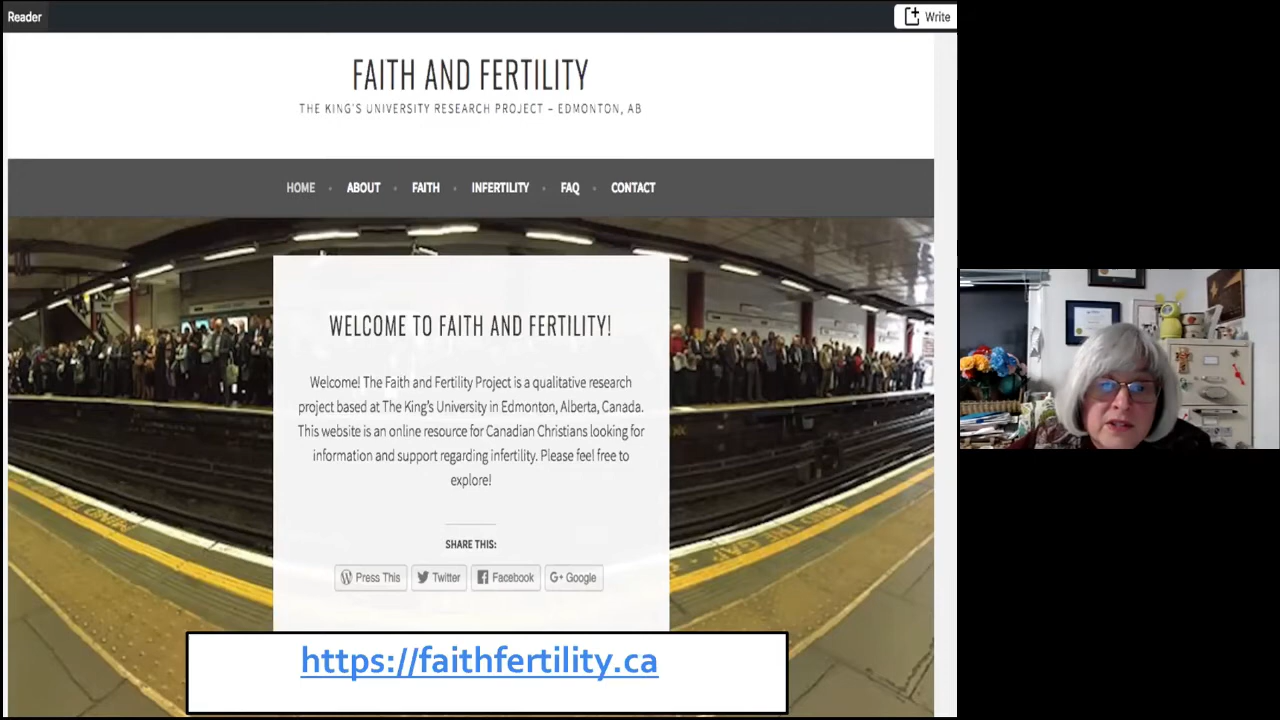 Reader
Write
FAITH AND FERTILITY
THE KING'S UNIVERSITY RESEARCH PROJECT – EDMONTON, AB
HOME • ABOUT • FAITH • INFERTILITY • FAQ • CONTACT
WELCOME TO FAITH AND FERTILITY!
Welcome! The Faith and Fertility Project is a qualitative research
project based at The King's University in Edmonton, Alberta, Canada.
This website is an online resource for Canadian Christians looking for
information and support regarding infertility. Please feel free to
explore!
SHARE THIS:
Press This Twitter Facebook G+ Google
MIND THE GAP
https://faithfertility.ca